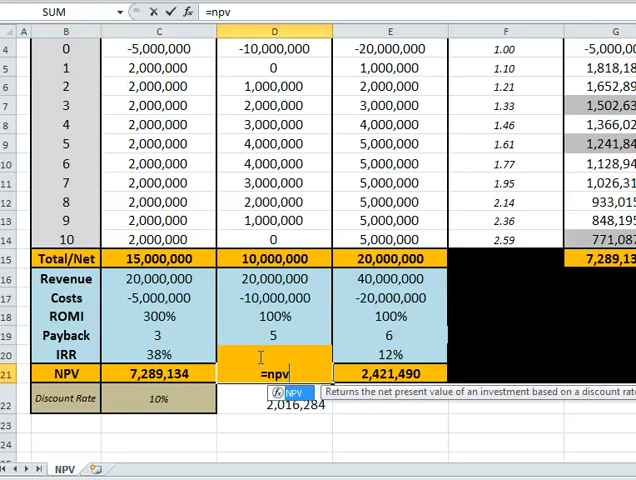 SUM =npv
A B C D E F G
4 0 -5,000,000 -10,000,000 -20,000,000 1.00 -5,000
5 1 2,000,000 0 1,000,000 1.10 1,818,18
6 2 2,000,000 1,000,000 2,000,000 1.21 1,652,89
7 3 2,000,000 2,000,000 3,000,000 1.33 1,502,63
8 4 2,000,000 3,000,000 4,000,000 1.46 1,366,02
9 5 2,000,000 4,000,000 5,000,000 1.61 1,241,84
10 6 2,000,000 4,000,000 5,000,000 1.77 1,128,94
11 7 2,000,000 3,000,000 5,000,000 1.95 1,026,31
12 8 2,000,000 2,000,000 5,000,000 2.14 933,015
13 9 2,000,000 1,000,000 5,000,000 2.36 848,195
14 10 2,000,000 0 5,000,000 2.59 771,087
15 Total/Net 15,000,000 10,000,000 20,000,000 7,289,13
16 Revenue 20,000,000 20,000,000 40,000,000
17 Costs -5,000,000 -10,000,000 -20,000,000
18 ROMI 300% 100% 100%
19 Payback 3 5 6
20 IRR 38% 12%
21 NPV 7,289,134 =npv 2,421,490
NPV Returns the net present value of an investment based on a discount rate
22 Discount Rate 10% 2,016,284
23
24
NPV